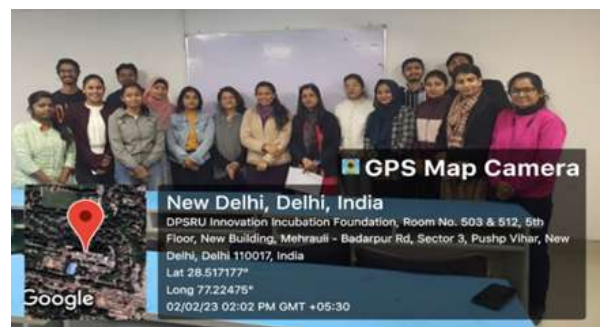 GPS Map Camera
New Delhi, Delhi, India
DPSRU Innovation Incubation Foundation, Room No. 503 & 512, 5th
Floor, New Building, Mehrauli - Badarpur Rd, Sector 3, Pushp Vihar, New
Delhi, Delhi 110017, India
Lat 28.517177°
Long 77.22475°
02/02/23 02:02 PM GMT +05:30
Google